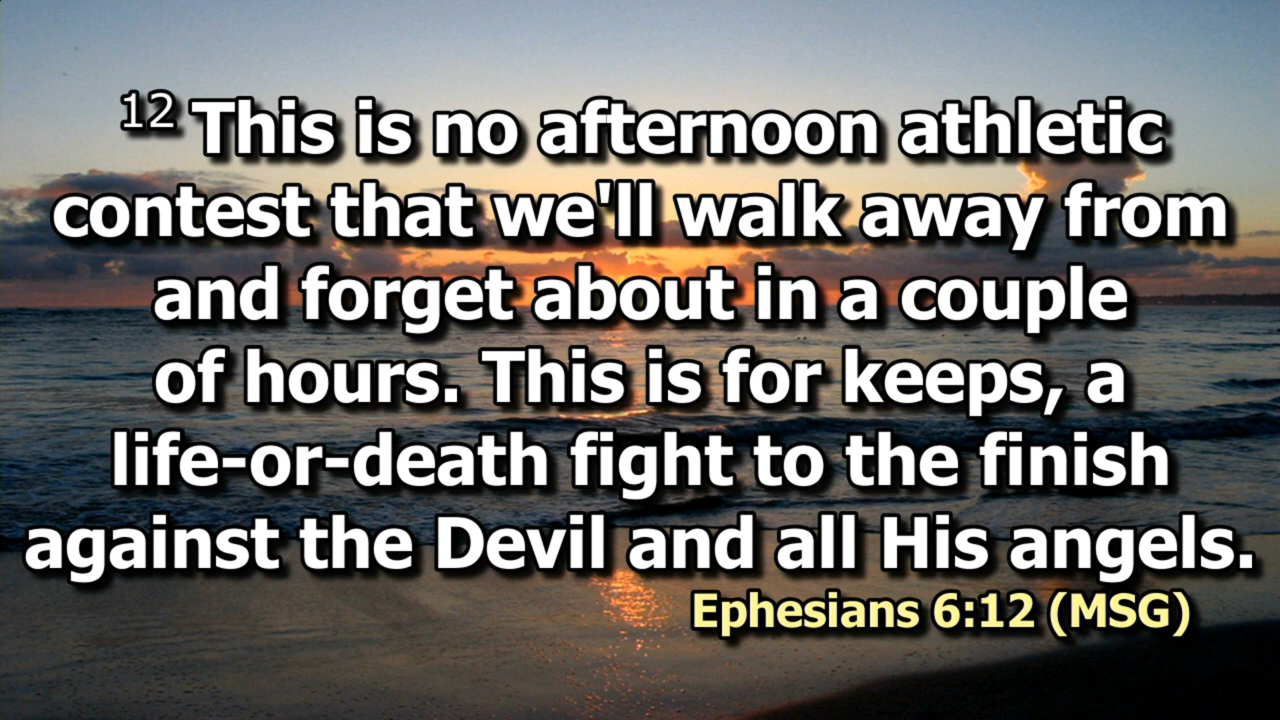 12 This is no afternoon athletic
contest that we'll walk away from
and forget about in a couple
of hours. This is for keeps, a
life-or-death fight to the finish
against the Devil and all His angels.
Ephesians 6:12 (MSG)